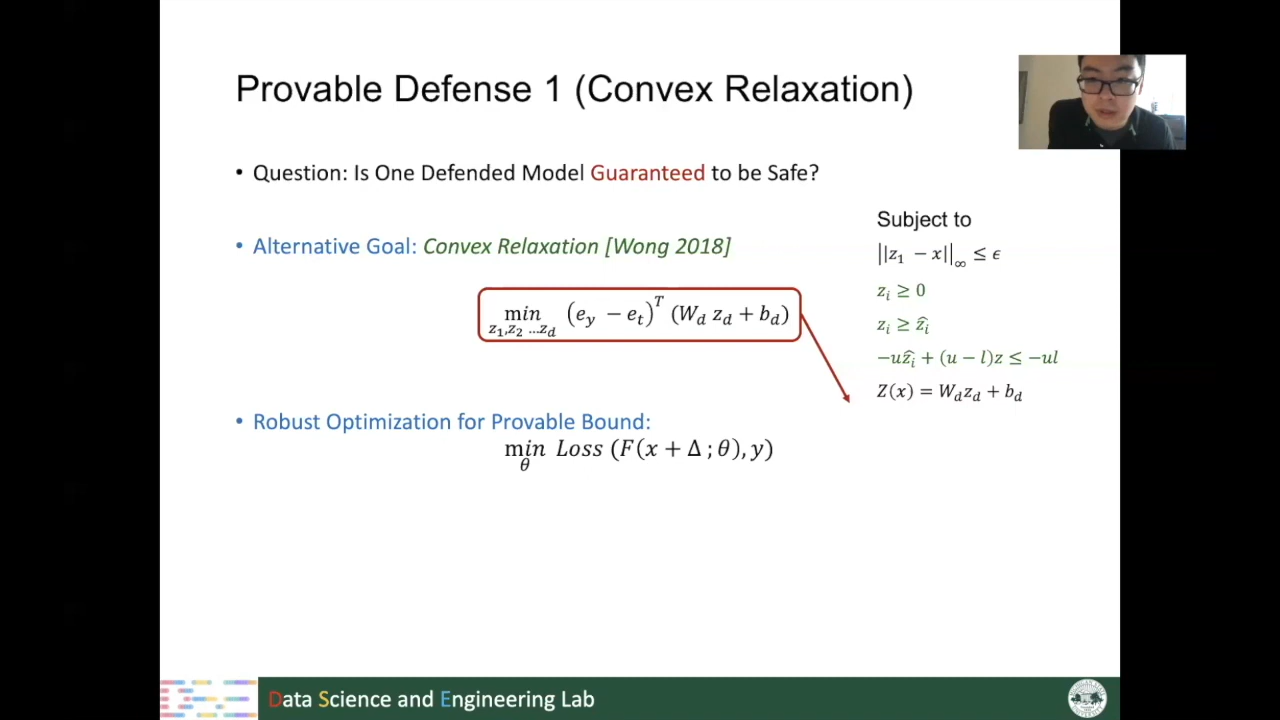 Provable Defense 1 (Convex Relaxation)
• Question: Is One Defended Model Guaranteed to be Safe?
• Alternative Goal: Convex Relaxation [Wong 2018]
min (e_y − e_t)^T (W_d z_d + b_d)
z_1,z_2 …z_d
Subject to
||z_1 − x||_∞ ≤ ϵ
z_i ≥ 0
z_i ≥ ẑ_i
−uẑ_i + (u − l)z ≤ −ul
Z(x) = W_d z_d + b_d
• Robust Optimization for Provable Bound:
min Loss (F(x + Δ ; θ), y)
θ
Data Science and Engineering Lab